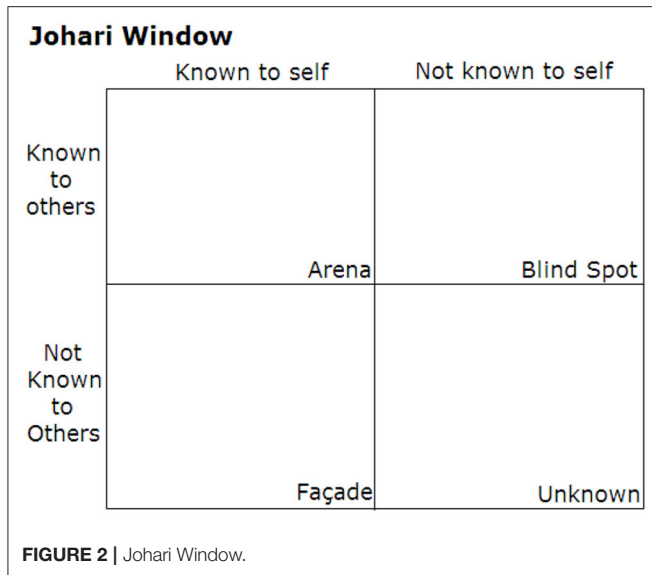 Johari Window
Known to self Not known to self
Known
to
others
Arena Blind Spot
Not
Known
to
Others
Façade Unknown
FIGURE 2 | Johari Window.